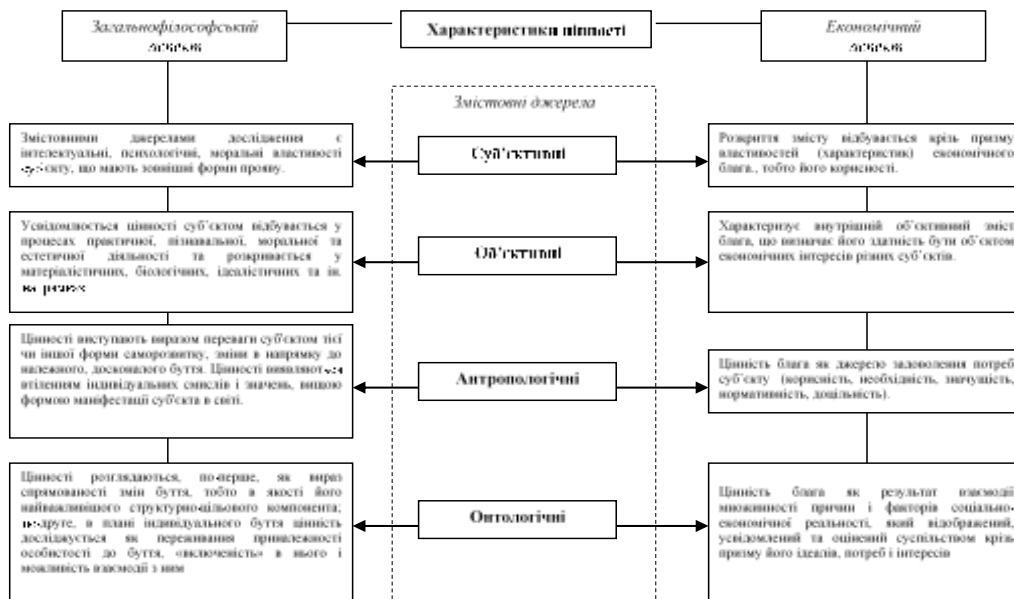 Загальнофілософський
аспект
Характеристики цінності
Економічний
аспект
Змістовні джерела
Змістовними джерелами дослідження є
інтелектуальні, психологічні, моральні властивості
суб'єкту, що мають зовнішні форми прояву.
Суб'єктивні
Розкриття змісту відбувається крізь призму
властивостей (характеристик) економічного
блага., тобто його корисності.
Усвідомлюється цінності суб'єктом відбувається у
процесах практичної, пізнавальної, моральної та
естетичної діяльності та розкривається у
матеріалістичних, біологічних, ідеалістичних та ін.
Об'єктивні
Характеризує внутрішній об'єктивний зміст
блага, що визначає його здатність бути об'єктом
економічних інтересів різних суб'єктів.
Цінності виступають виразом переваги суб'єктом тієї
чи іншої форми саморозвитку, зміни в напрямку до
належного, досконалого буття. Цінності виявляються
втіленням індивідуальних смислів і значень, вищою
формою маніфестації суб'єкта в світі.
Антропологічні
Цінність блага як джерело задоволення потреб
суб'єкту (корисність, необхідність, значущість,
нормативність, доцільність).
Цінності розглядаються, по-перше, як вираз
спрямованості змін буття, тобто в якості його
найважливішого структурно-цільового компонента;
по-друге, в плані індивідуального буття цінність
досліджується як переживання приналежності
особистості до буття, «включеність» в нього і
можливість взаємодії з ним
Онтологічні
Цінність блага як результат взаємодії
множинності причин і факторів соціально-
економічної реальності, який відображений,
усвідомлений та оцінений суспільством крізь
призму його ідеалів, потреб і інтересів